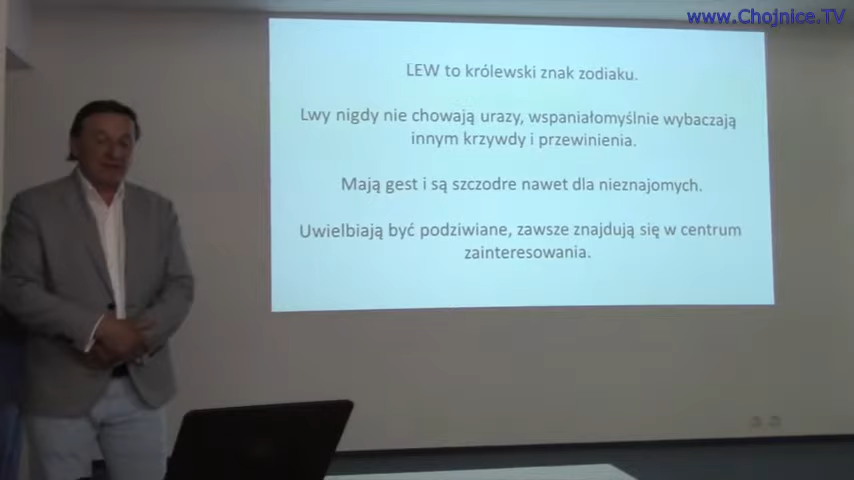 www.Chojnice.TV
LEW to królewski znak zodiaku.
Lwy nigdy nie chowają urazy, wspaniałomyślnie wybaczają
innym krzywdy i przewinienia.
Mają gest i są szczodre nawet dla nieznajomych.
Uwielbiają być podziwiane, zawsze znajdują się w centrum
zainteresowania.